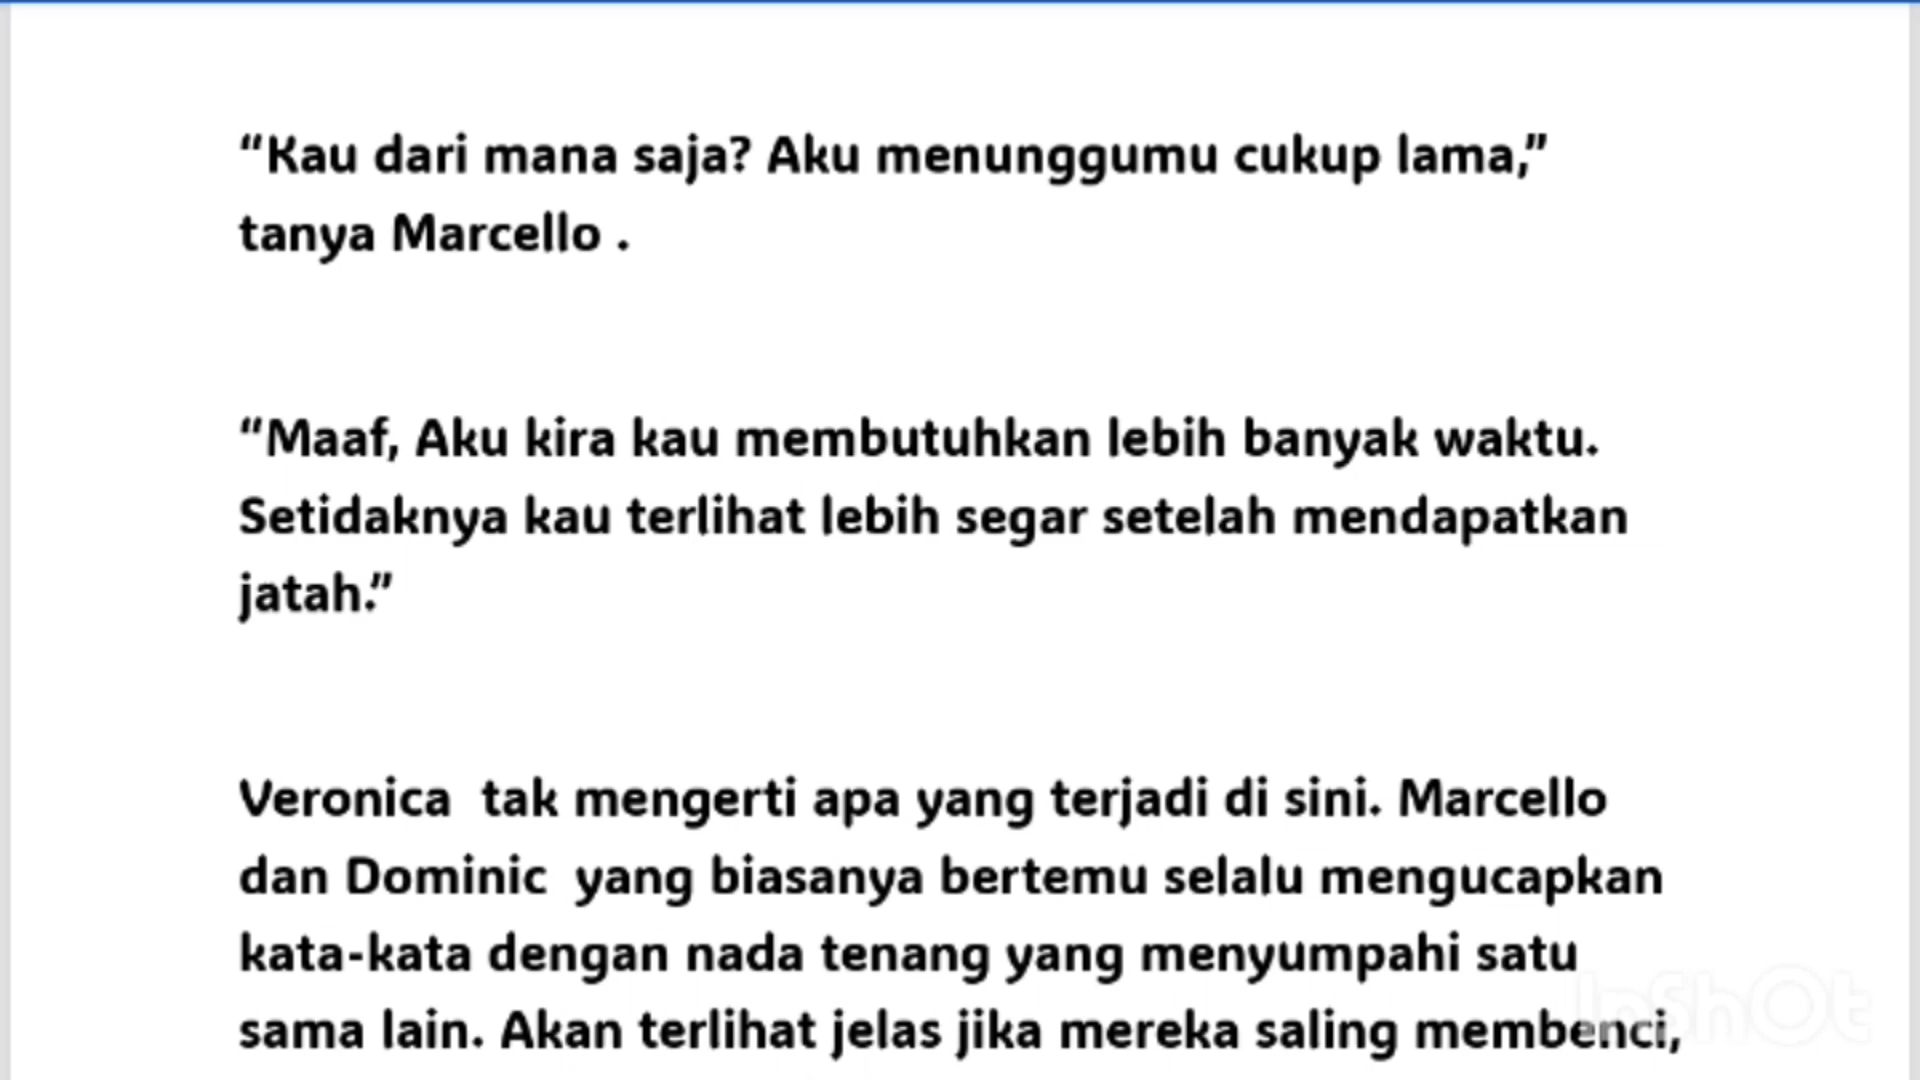 “Kau dari mana saja? Aku menunggumu cukup lama,”
tanya Marcello .
“Maaf, Aku kira kau membutuhkan lebih banyak waktu.
Setidaknya kau terlihat lebih segar setelah mendapatkan
jatah.”
Veronica  tak mengerti apa yang terjadi di sini. Marcello
dan Dominic  yang biasanya bertemu selalu mengucapkan
kata-kata dengan nada tenang yang menyumpahi satu
sama lain. Akan terlihat jelas jika mereka saling membenci,
InShOt